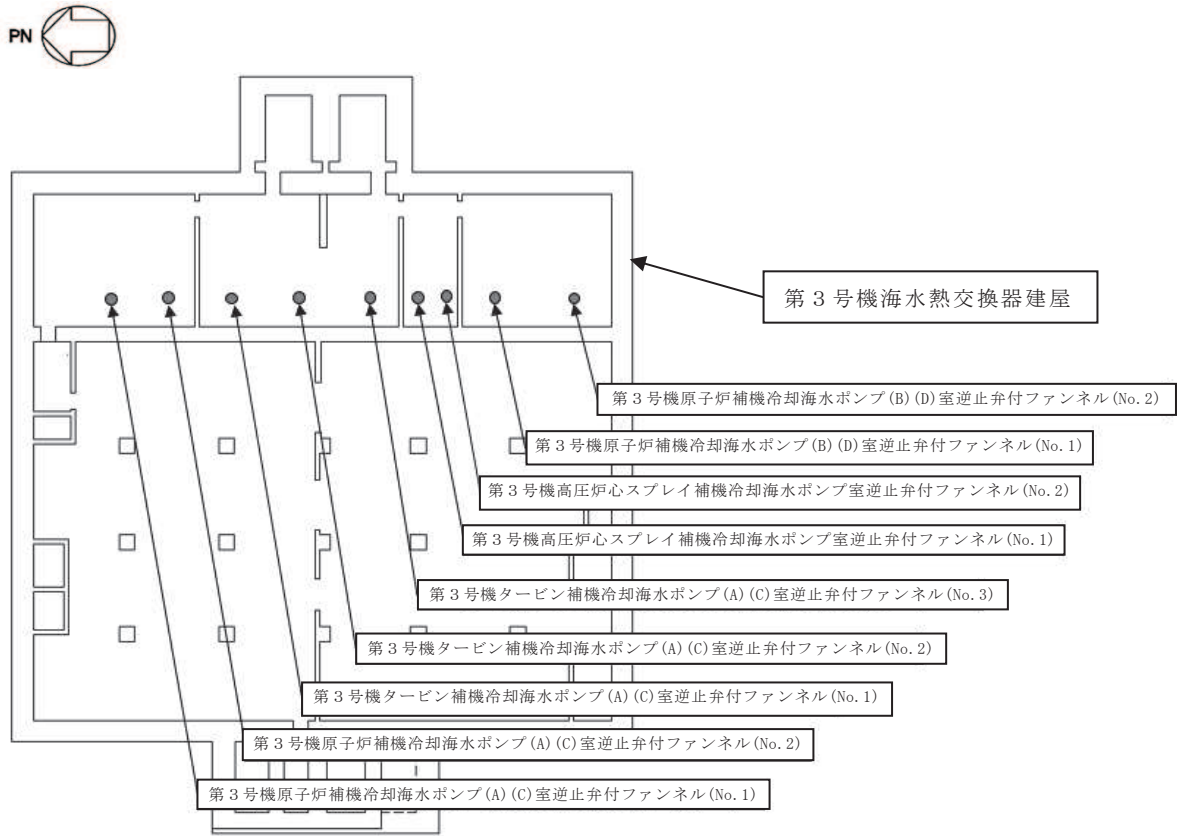 PN
第３号機海水熱交換器建屋
第３号機原子炉補機冷却海水ポンプ(B)(D)室逆止弁付ファンネル(No.2)
第３号機原子炉補機冷却海水ポンプ(B)(D)室逆止弁付ファンネル(No.1)
第３号機高圧炉心スプレイ補機冷却海水ポンプ室逆止弁付ファンネル(No.2)
第３号機高圧炉心スプレイ補機冷却海水ポンプ室逆止弁付ファンネル(No.1)
第３号機タービン補機冷却海水ポンプ(A)(C)室逆止弁付ファンネル(No.3)
第３号機タービン補機冷却海水ポンプ(A)(C)室逆止弁付ファンネル(No.2)
第３号機タービン補機冷却海水ポンプ(A)(C)室逆止弁付ファンネル(No.1)
第３号機原子炉補機冷却海水ポンプ(A)(C)室逆止弁付ファンネル(No.2)
第３号機原子炉補機冷却海水ポンプ(A)(C)室逆止弁付ファンネル(No.1)